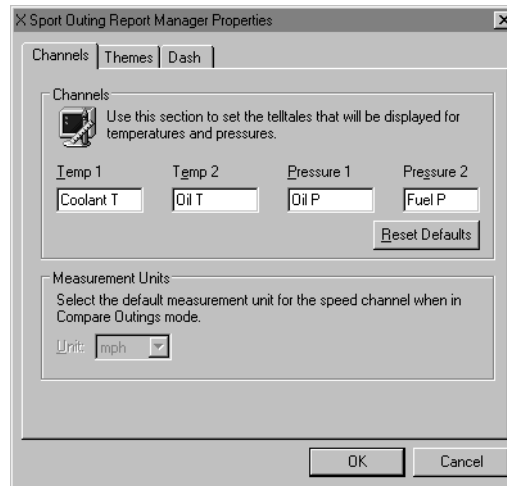 X Sport Outing Report Manager Properties
Channels Themes Dash
Channels
Use this section to set the telltales that will be displayed for
temperatures and pressures.
Temp 1 Temp 2 Pressure 1 Pressure 2
Coolant T Oil T Oil P Fuel P
Reset Defaults
Measurement Units
Select the default measurement unit for the speed channel when in
Compare Outings mode.
Unit: mph
OK Cancel